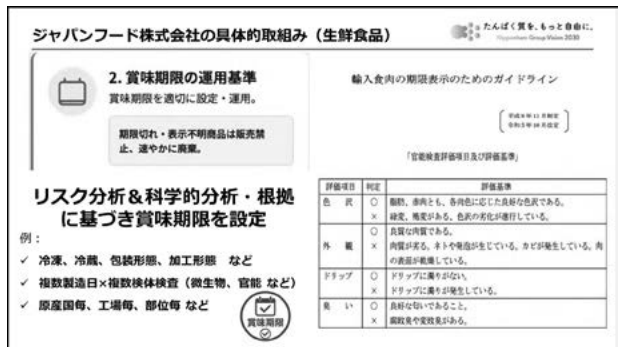 ジャパンフード株式会社の具体的取組み（生鮮食品）
たんぱく質を、もっと自由に。
Nipponham Group Vision 2030
2. 賞味期限の運用基準
賞味期限を適切に設定・運用。
期限切れ・表示不明商品は販売禁
止、速やかに廃棄。
リスク分析＆科学的分析・根拠
に基づき賞味期限を設定
例：
✓ 冷凍、冷蔵、包装形態、加工形態 など
✓ 複数製造日×複数検体検査（微生物、官能 など）
✓ 原産国毎、工場毎、部位毎 など
賞味期限
輸入食肉の期限表示のためのガイドライン
「官能検査評価項目及び評価基準」
評価項目 判定 評価基準
色 沢 ○ 脂肪、赤肉とも、各肉色に応じた良好な色沢である。
× 緑変、褐変がある、色沢の劣化が進行している。
外 観 ○ 良質な肉質である。
× 肉質が劣る。ネトや発泡が生じている。カビが発生している。肉
の表面が乾燥している。
ドリップ ○ ドリップに濁りがない。
× ドリップに濁りが発生している。
臭 い ○ 良好な匂いであること。
× 腐敗臭や変敗臭がある。